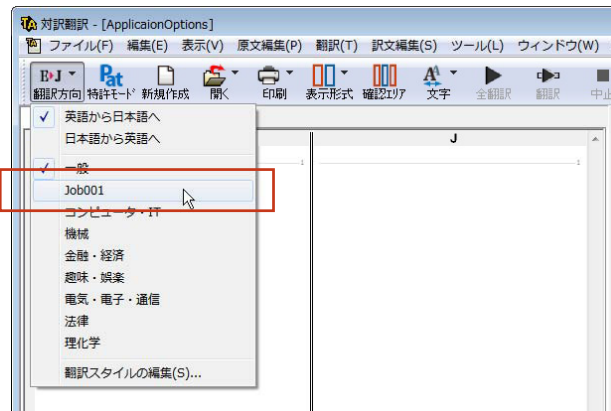 対訳翻訳 - [ApplicaionOptions]
ファイル(F) 編集(E) 表示(V) 原文編集(P) 翻訳(T) 訳文編集(S) ツール(L) ウィンドウ(W)
E▸J Pat
翻訳方向 特許モード 新規作成 開く 印刷 表示形式 確認エリア 文字 全翻訳 翻訳 中止
英語から日本語へ
日本語から英語へ
J
一般
1 1
Job001
コンピュータ・IT
機械
金融・経済
趣味・娯楽
電気・電子・通信
法律
理化学
翻訳スタイルの編集(S)...